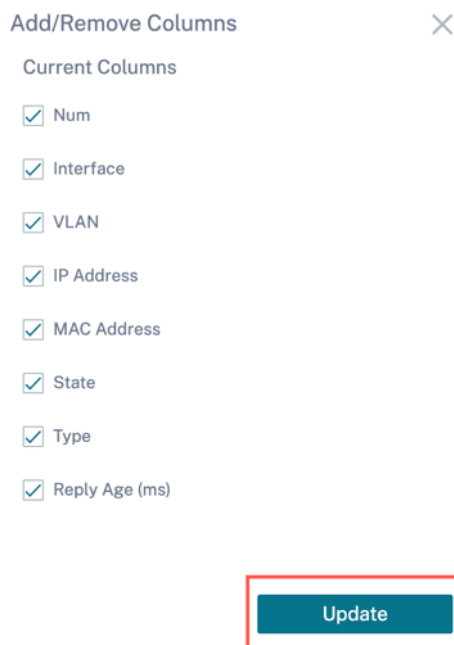 Add/Remove Columns
Current Columns
Num
Interface
VLAN
IP Address
MAC Address
State
Type
Reply Age (ms)
Update